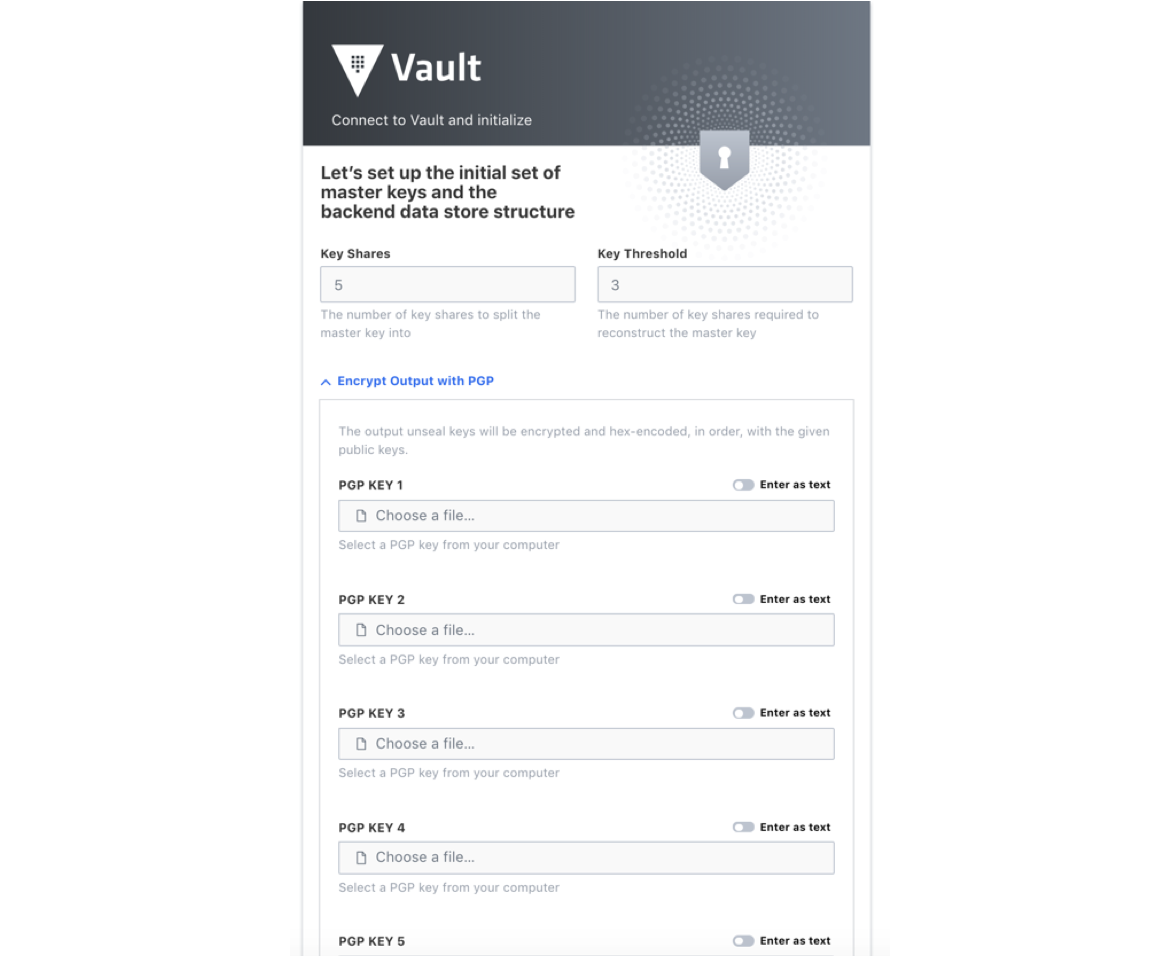 Vault
Connect to Vault and initialize
Let’s set up the initial set of
master keys and the
backend data store structure
Key Shares
Key Threshold
5
3
The number of key shares to split the
master key into
The number of key shares required to
reconstruct the master key
Encrypt Output with PGP
The output unseal keys will be encrypted and hex-encoded, in order, with the given
public keys.
PGP KEY 1
Enter as text
Choose a file...
Select a PGP key from your computer
PGP KEY 2
Enter as text
Choose a file...
Select a PGP key from your computer
PGP KEY 3
Enter as text
Choose a file...
Select a PGP key from your computer
PGP KEY 4
Enter as text
Choose a file...
Select a PGP key from your computer
PGP KEY 5
Enter as text